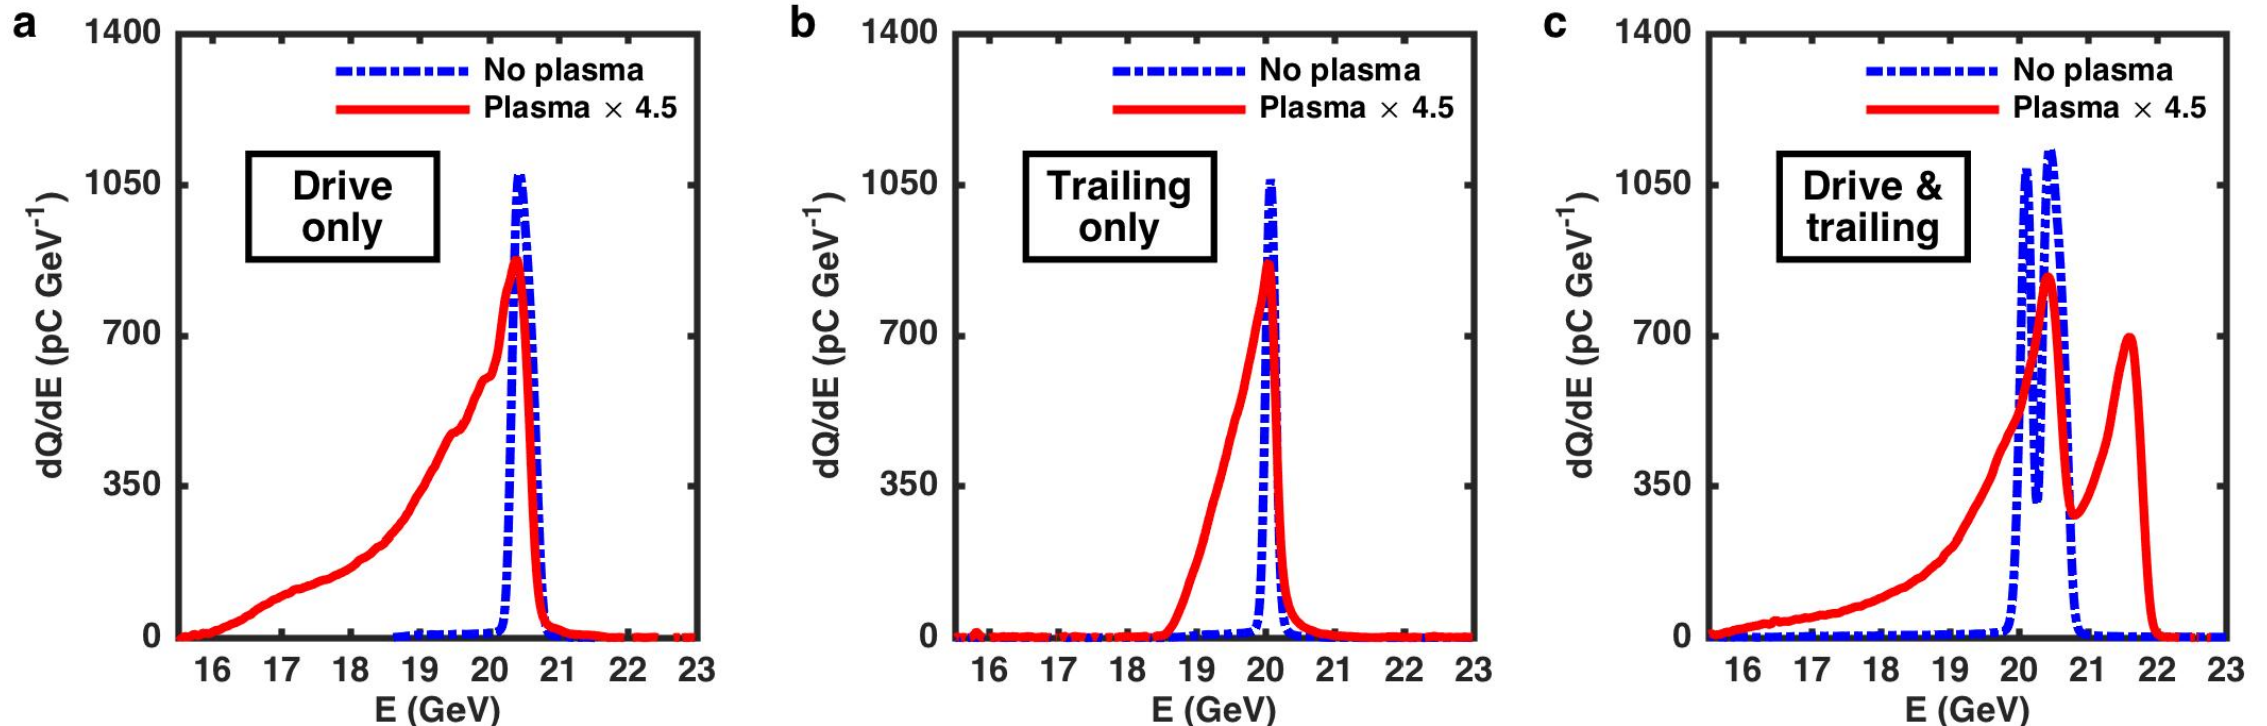 a
1400
1050
700
350
0
dQ/dE (pC GeV⁻¹)
No plasma
Plasma × 4.5
Drive
only
16 17 18 19 20 21 22 23
E (GeV)
b
1400
1050
700
350
0
dQ/dE (pC GeV⁻¹)
No plasma
Plasma × 4.5
Trailing
only
16 17 18 19 20 21 22 23
E (GeV)
c
1400
1050
700
350
0
dQ/dE (pC GeV⁻¹)
No plasma
Plasma × 4.5
Drive &
trailing
16 17 18 19 20 21 22 23
E (GeV)